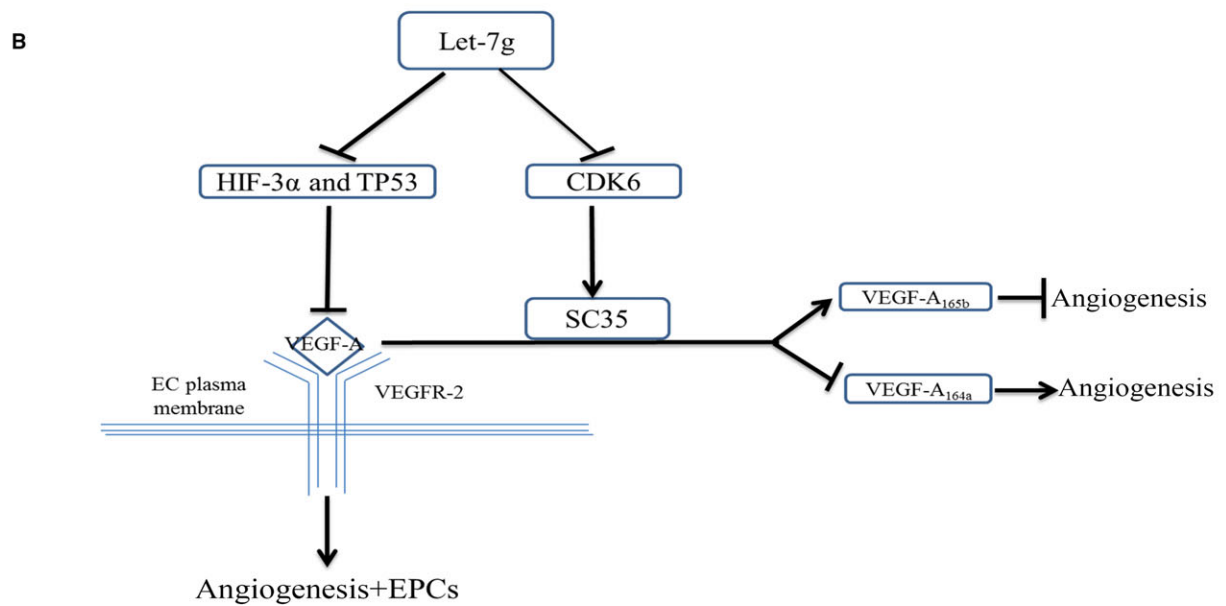 B
Let-7g
HIF-3α and TP53
CDK6
SC35
VEGF-A165b
Angiogenesis
VEGF-A
EC plasma
membrane
VEGFR-2
VEGF-A164a
Angiogenesis
Angiogenesis+EPCs